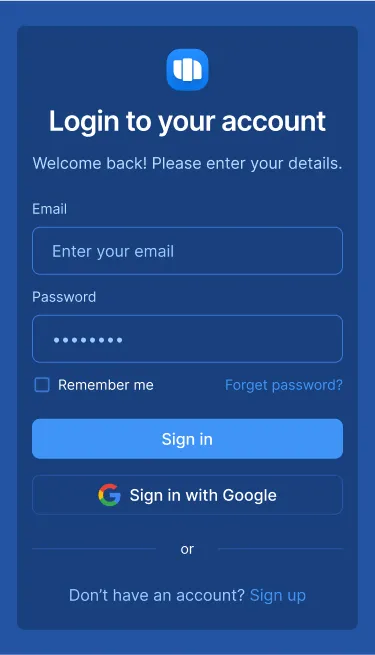 Login to your account
Welcome back! Please enter your details.
Email
Enter your email
Password
••••••••
Remember me Forget password?
Sign in
Sign in with Google
or
Don’t have an account? Sign up